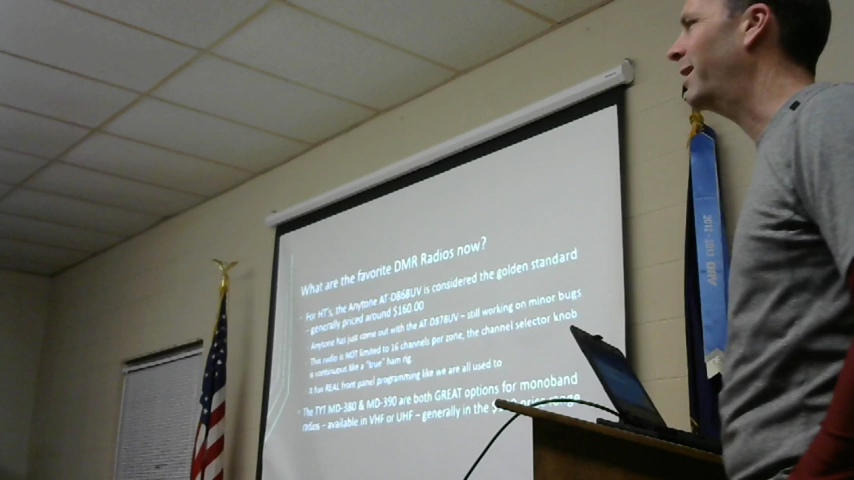 What are the favorite DMR Radios now?
For HT's, the Anytone AT-D868UV is considered the golden standard
– generally priced around $160.00
Anytone has just come out with the AT-D878UV – still working on minor bugs
This radio is NOT limited to 16 channels per zone, the channel selector knob
is continuous like a "true" ham rig
It has REAL front panel programming like we are all used to
The TYT MD-380 & MD-390 are both GREAT options for monoband
radios – available in VHF or UHF – generally in the price range